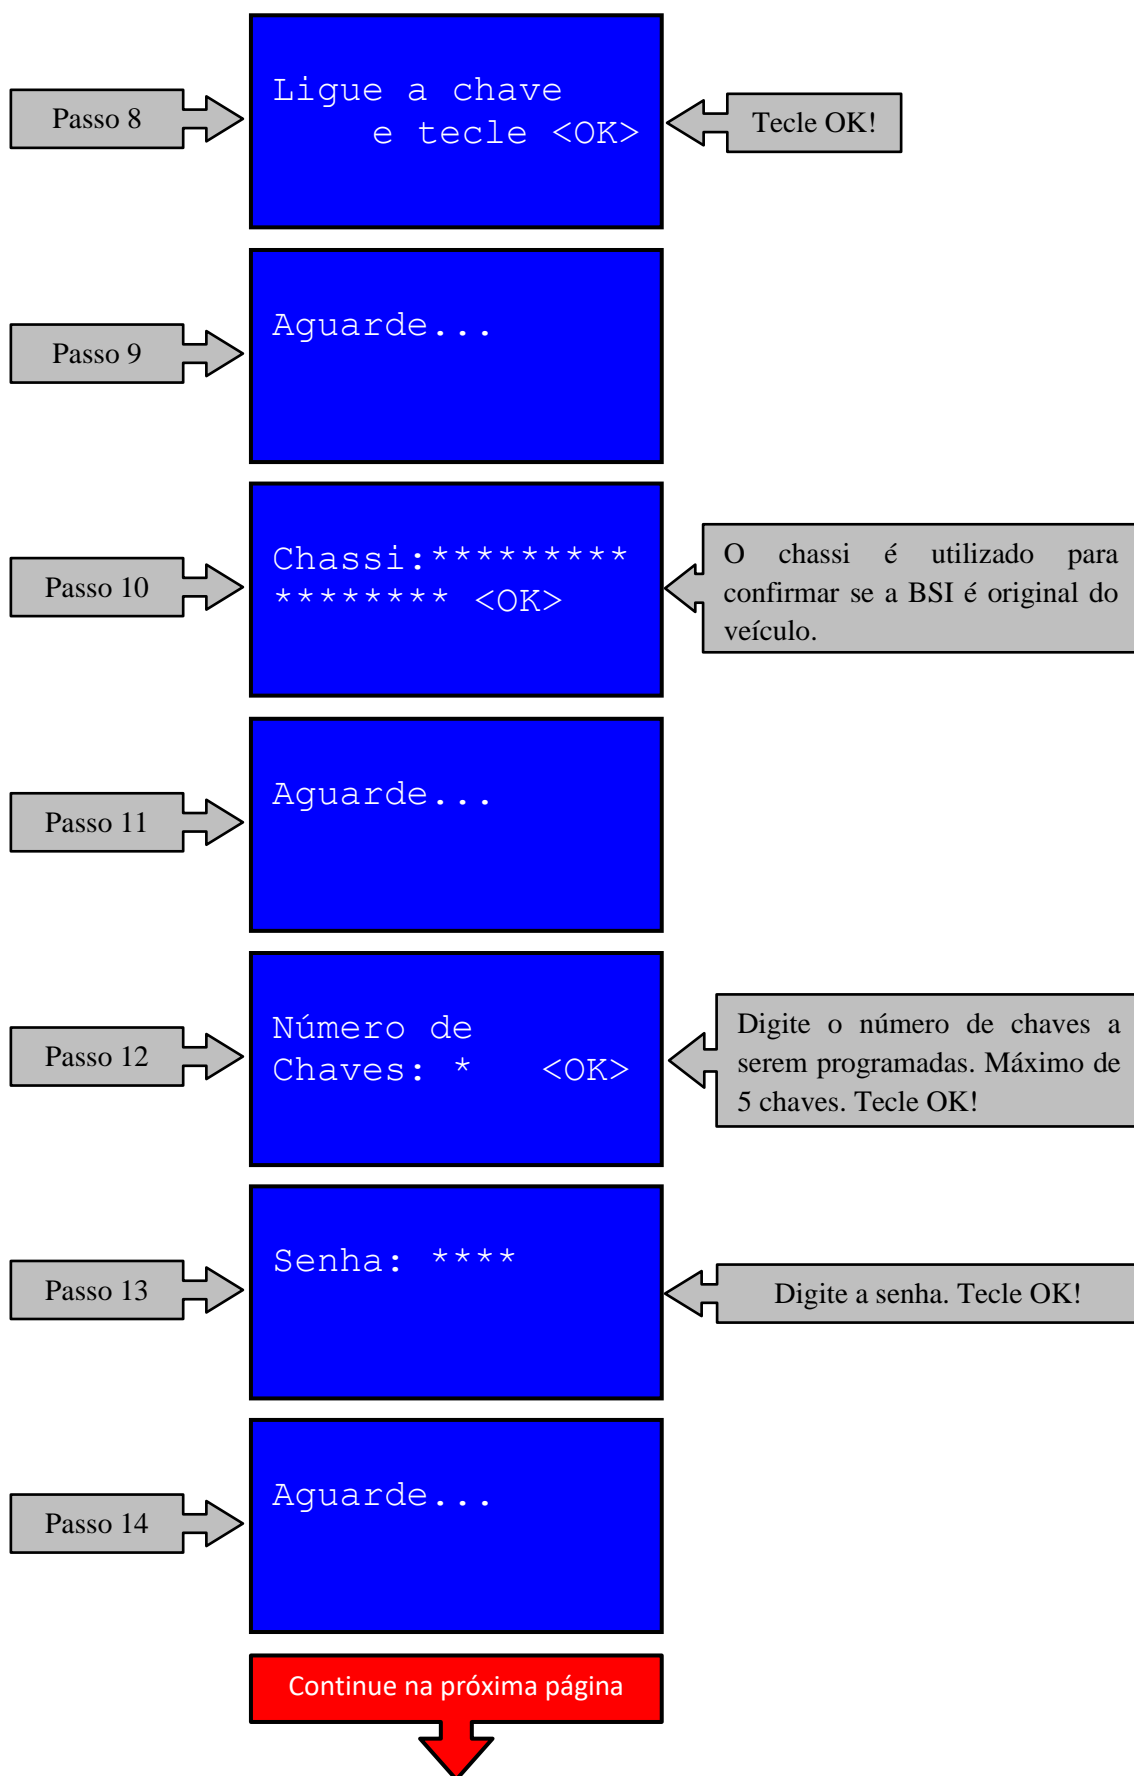 Passo 8
Ligue a chave
e tecle <OK>
Tecle OK!
Passo 9
Aguarde...
Passo 10
Chassi:*********
******** <OK>
O chassi é utilizado para
confirmar se a BSI é original do
veículo.
Passo 11
Aguarde...
Passo 12
Número de
Chaves: * <OK>
Digite o número de chaves a
serem programadas. Máximo de
5 chaves. Tecle OK!
Passo 13
Senha: ****
Digite a senha. Tecle OK!
Passo 14
Aguarde...
Continue na próxima página